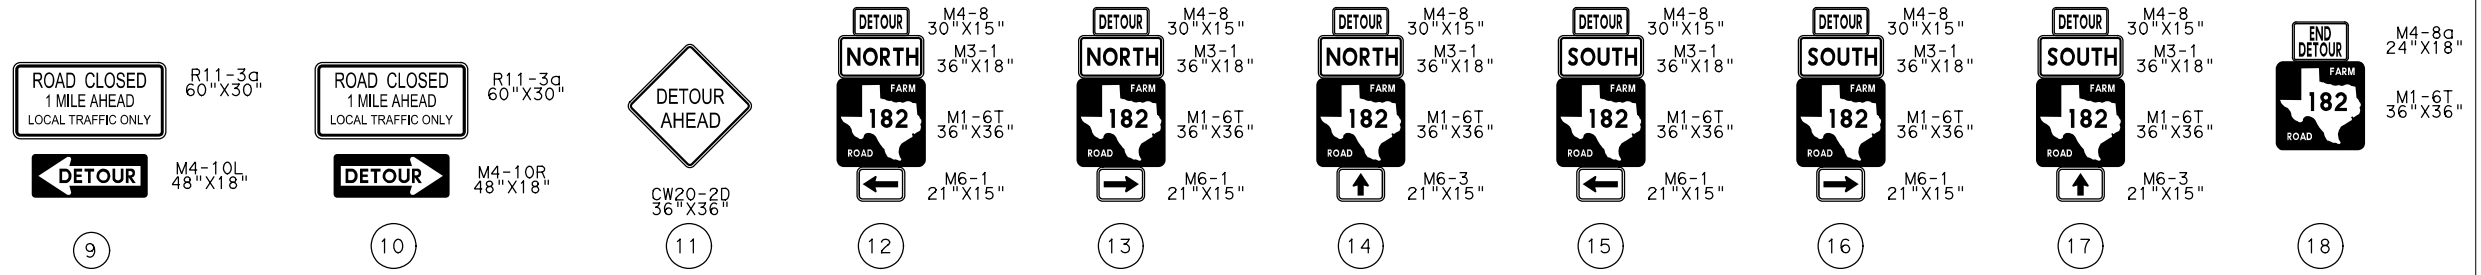 ROAD CLOSED
1 MILE AHEAD
LOCAL TRAFFIC ONLY
R11-3a
60"X30"
DETOUR
M4-10L
48"X18"
9
ROAD CLOSED
1 MILE AHEAD
LOCAL TRAFFIC ONLY
R11-3a
60"X30"
DETOUR
M4-10R
48"X18"
10
DETOUR
AHEAD
CW20-2D
36"X36"
11
DETOUR
M4-8
30"X15"
NORTH
M3-1
36"X18"
FARM
182
ROAD
M1-6T
36"X36"
M6-1
21"X15"
12
DETOUR
M4-8
30"X15"
NORTH
M3-1
36"X18"
FARM
182
ROAD
M1-6T
36"X36"
M6-1
21"X15"
13
DETOUR
M4-8
30"X15"
NORTH
M3-1
36"X18"
FARM
182
ROAD
M1-6T
36"X36"
M6-3
21"X15"
14
DETOUR
M4-8
30"X15"
SOUTH
M3-1
36"X18"
FARM
182
ROAD
M1-6T
36"X36"
M6-1
21"X15"
15
DETOUR
M4-8
30"X15"
SOUTH
M3-1
36"X18"
FARM
182
ROAD
M1-6T
36"X36"
M6-1
21"X15"
16
DETOUR
M4-8
30"X15"
SOUTH
M3-1
36"X18"
FARM
182
ROAD
M1-6T
36"X36"
M6-3
21"X15"
17
END
DETOUR
M4-8a
24"X18"
FARM
182
ROAD
M1-6T
36"X36"
18